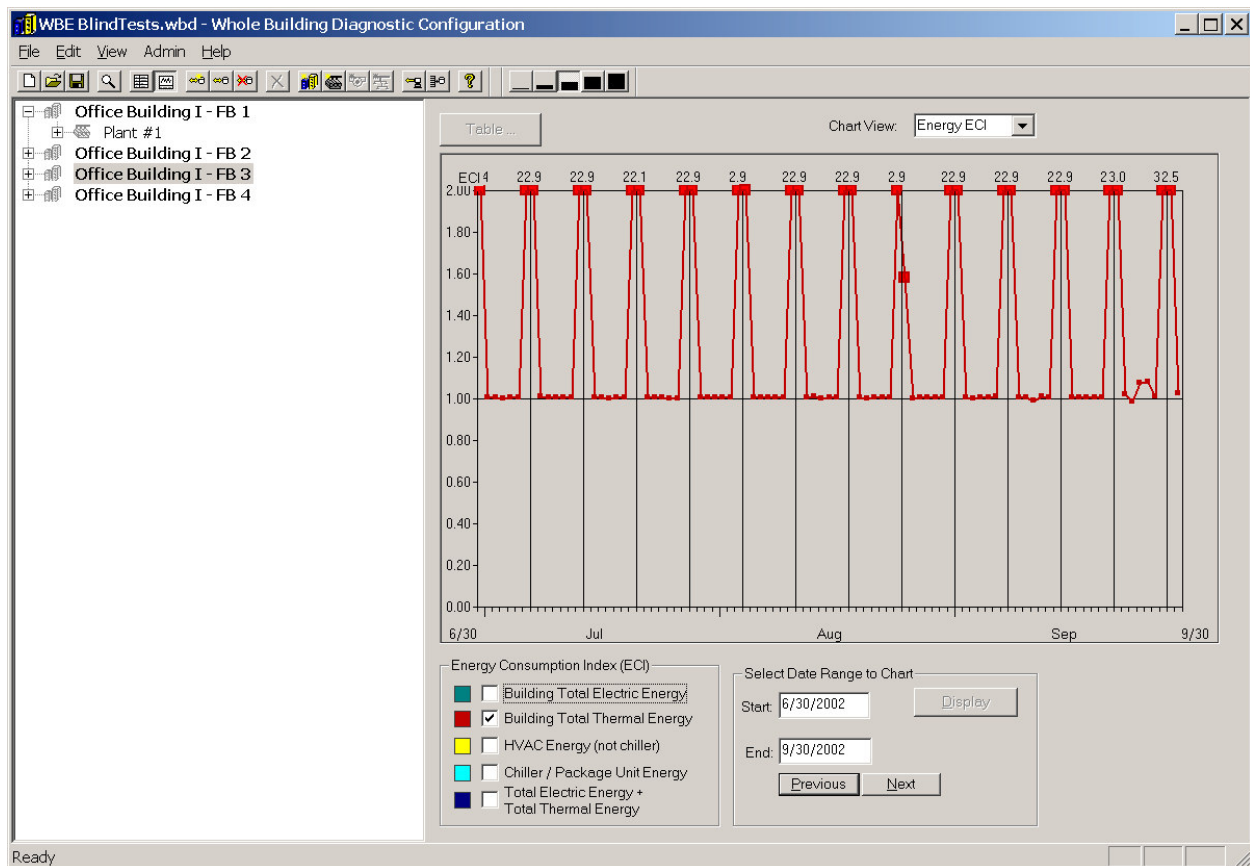 WBE BlindTests.wbd - Whole Building Diagnostic Configuration
File Edit View Admin Help
Office Building I - FB 1
Plant #1
Office Building I - FB 2
Office Building I - FB 3
Office Building I - FB 4
Table ...
Chart View: Energy ECI
ECI 4 22.9 22.9 22.1 22.9 2.9 22.9 22.9 2.9 22.9 22.9 22.9 23.0 32.5
2.00
1.80
1.60
1.40
1.20
1.00
0.80
0.60
0.40
0.20
0.00
6/30 Jul Aug Sep 9/30
Energy Consumption Index (ECI)
Building Total Electric Energy
Building Total Thermal Energy
HVAC Energy (not chiller)
Chiller / Package Unit Energy
Total Electric Energy +
Total Thermal Energy
Select Date Range to Chart
Start: 6/30/2002 Display
End: 9/30/2002
Previous Next
Ready